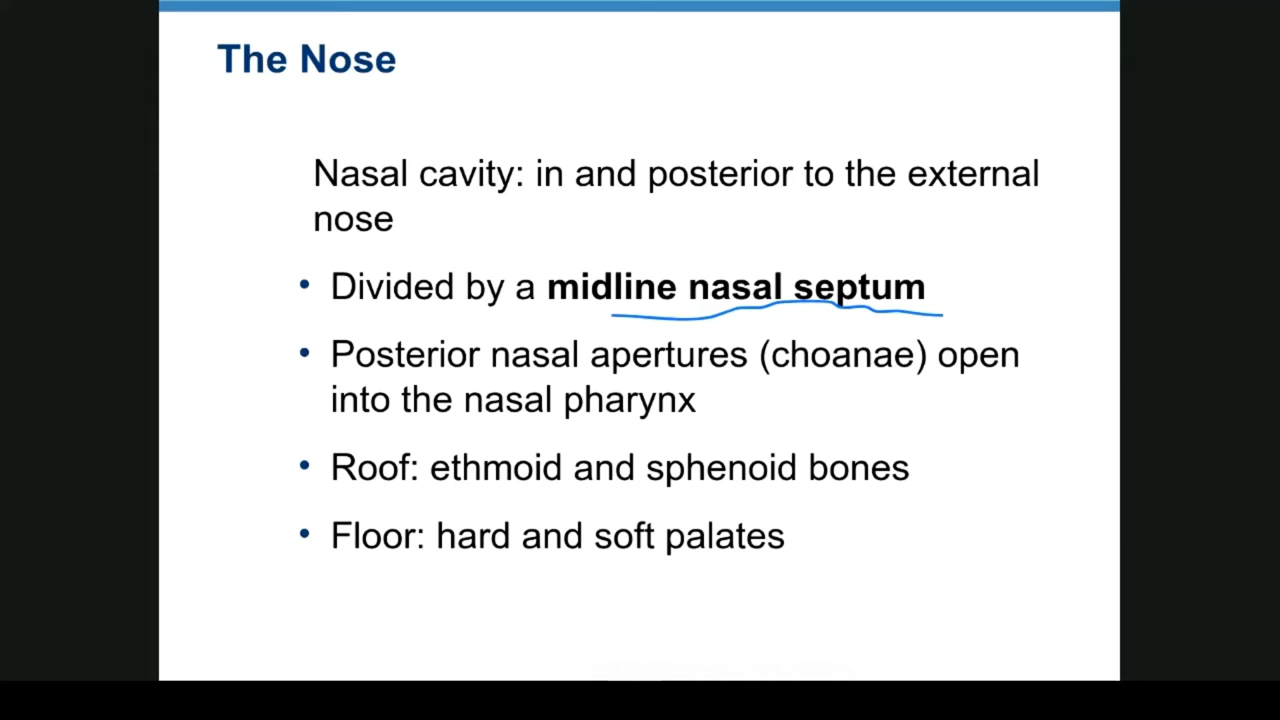 The Nose
Nasal cavity: in and posterior to the external
nose
• Divided by a midline nasal septum
• Posterior nasal apertures (choanae) open
into the nasal pharynx
• Roof: ethmoid and sphenoid bones
• Floor: hard and soft palates